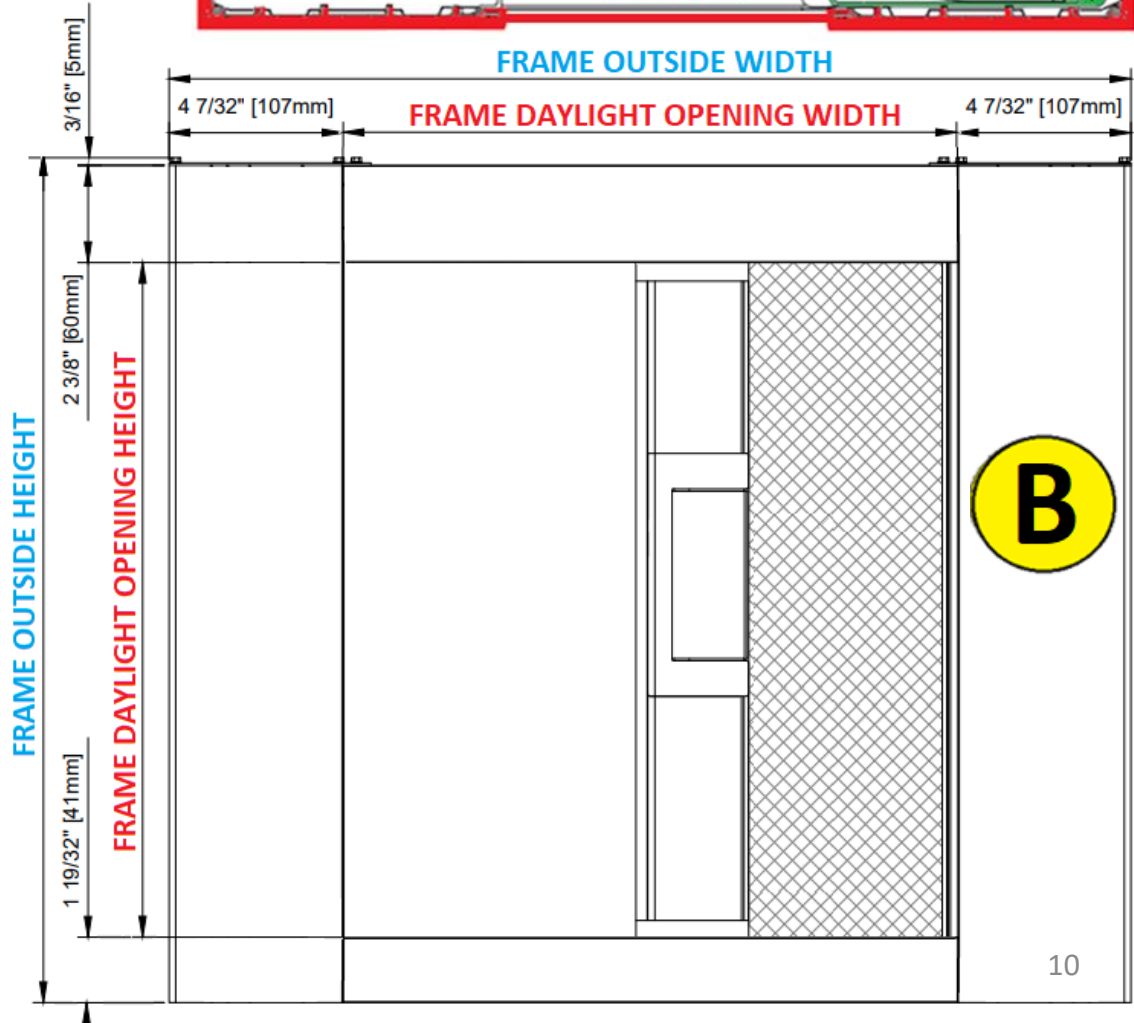 3/16" [5mm]
FRAME OUTSIDE WIDTH
4 7/32" [107mm]
FRAME DAYLIGHT OPENING WIDTH
4 7/32" [107mm]
2 3/8" [60mm]
FRAME OUTSIDE HEIGHT
FRAME DAYLIGHT OPENING HEIGHT
B
1 19/32" [41mm]
10